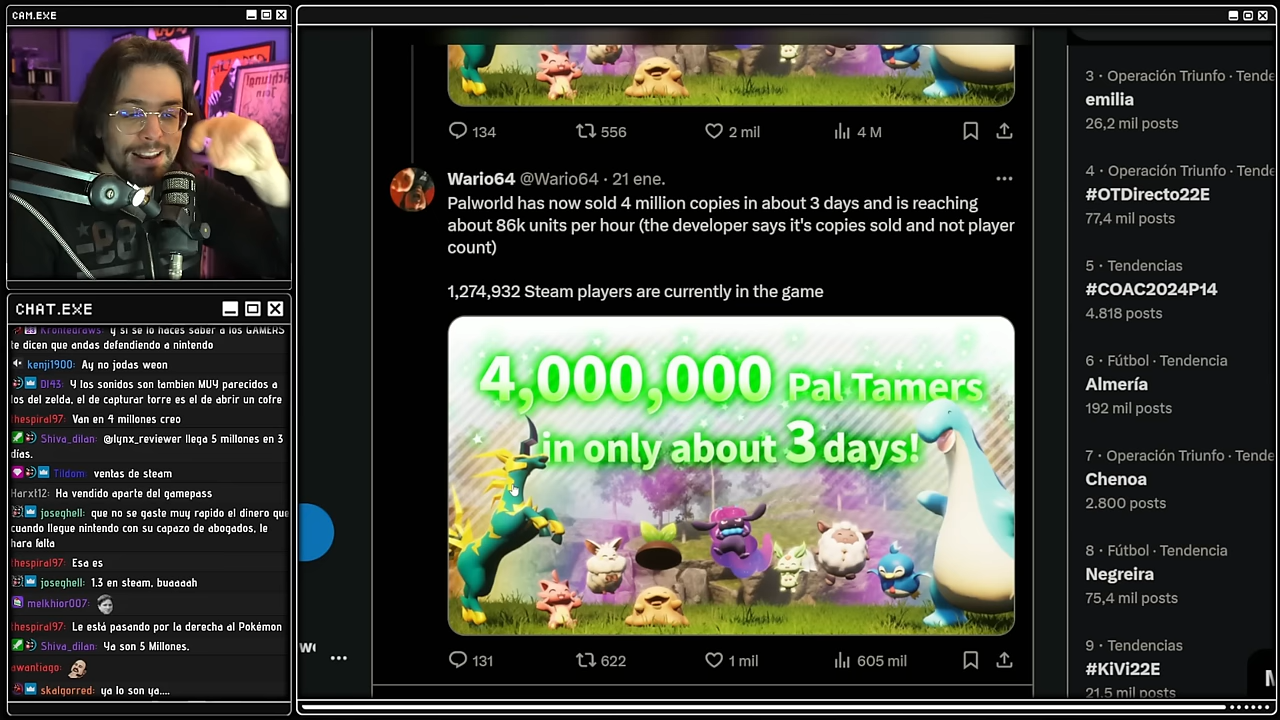 CAM.EXE
CHAT.EXE
Krontedraws: y si se lo haces saber a los GAMERS
te dicen que andas defendiendo a nintendo
kenji1900: Ay no jodas weon
Dl43: Y los sonidos son tambien MUY parecidos a
los del zelda, el de capturar torre es el de abrir un cofre
thespiral97: Van en 4 millones creo
Shiva_dilan: @lynx_reviewer llega 5 millones en 3
días.
Tildom: ventas de steam
Harxt12: Ha vendido aparte del gamepass
joseghell: que no se gaste muy rapido el dinero que
cuando llegue nintendo con su capazo de abogados, le
hara falla
thespiral97: Esa es
joseghell: 1.3 en steam, buaaaah
melkhior007:
thespiral97: Le está pasando por la derecha al Pokémon
Shiva_dilan: Ya son 5 Millones.
awantiago:
skalgorred: ya lo son ya....
134
556
2 mil
4 M
Wario64 @Wario64 · 21 ene.
Palworld has now sold 4 million copies in about 3 days and is reaching
about 86k units per hour (the developer says it's copies sold and not player
count)
1,274,932 Steam players are currently in the game
4,000,000 Pal Tamers
in only about 3 days!
131
622
1 mil
605 mil
3 · Operación Triunfo · Tende
emilia
26,2 mil posts
4 · Operación Triunfo · Tende
#OTDirecto22E
77,4 mil posts
5 · Tendencias
#COAC2024P14
4.818 posts
6 · Fútbol · Tendencia
Almería
192 mil posts
7 · Operación Triunfo · Tende
Chenoa
2.800 posts
8 · Fútbol · Tendencia
Negreira
75,4 mil posts
9 · Tendencias
#KiVi22E
21,5 mil posts